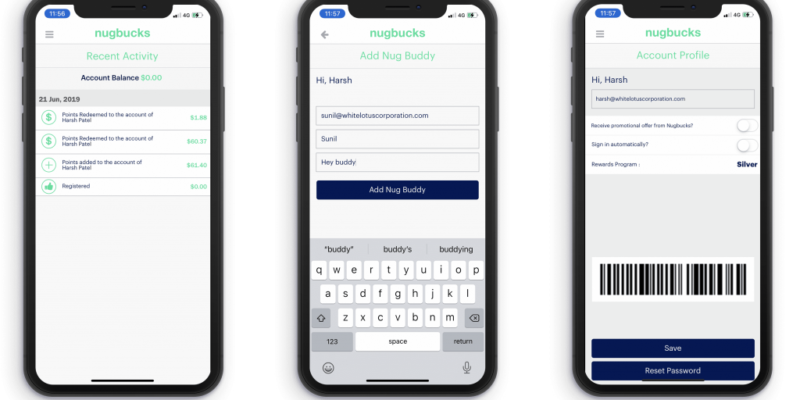 11:56
4G
nugbucks
Recent Activity
Account Balance $0.00
21 Jun, 2019
Points Redeemed to the account of
Harsh Patel
$1.88
Points Redeemed to the account of
Harsh Patel
$60.37
Points added to the account of
Harsh Patel
$61.40
Registered
$0.00
11:57
4G
nugbucks
Add Nug Buddy
Hi, Harsh
sunil@whitelotuscorporation.com
Sunil
Hey buddy
Add Nug Buddy
"buddy" buddy's buddying
q w e r t y u i o p
a s d f g h j k l
z x c v b n m
123 space return
11:57
4G
nugbucks
Account Profile
Hi, Harsh
harsh@whitelotuscorporation.com
Receive promotional offer from Nugbucks?
Sign in automatically?
Rewards Program : Silver
Save
Reset Password